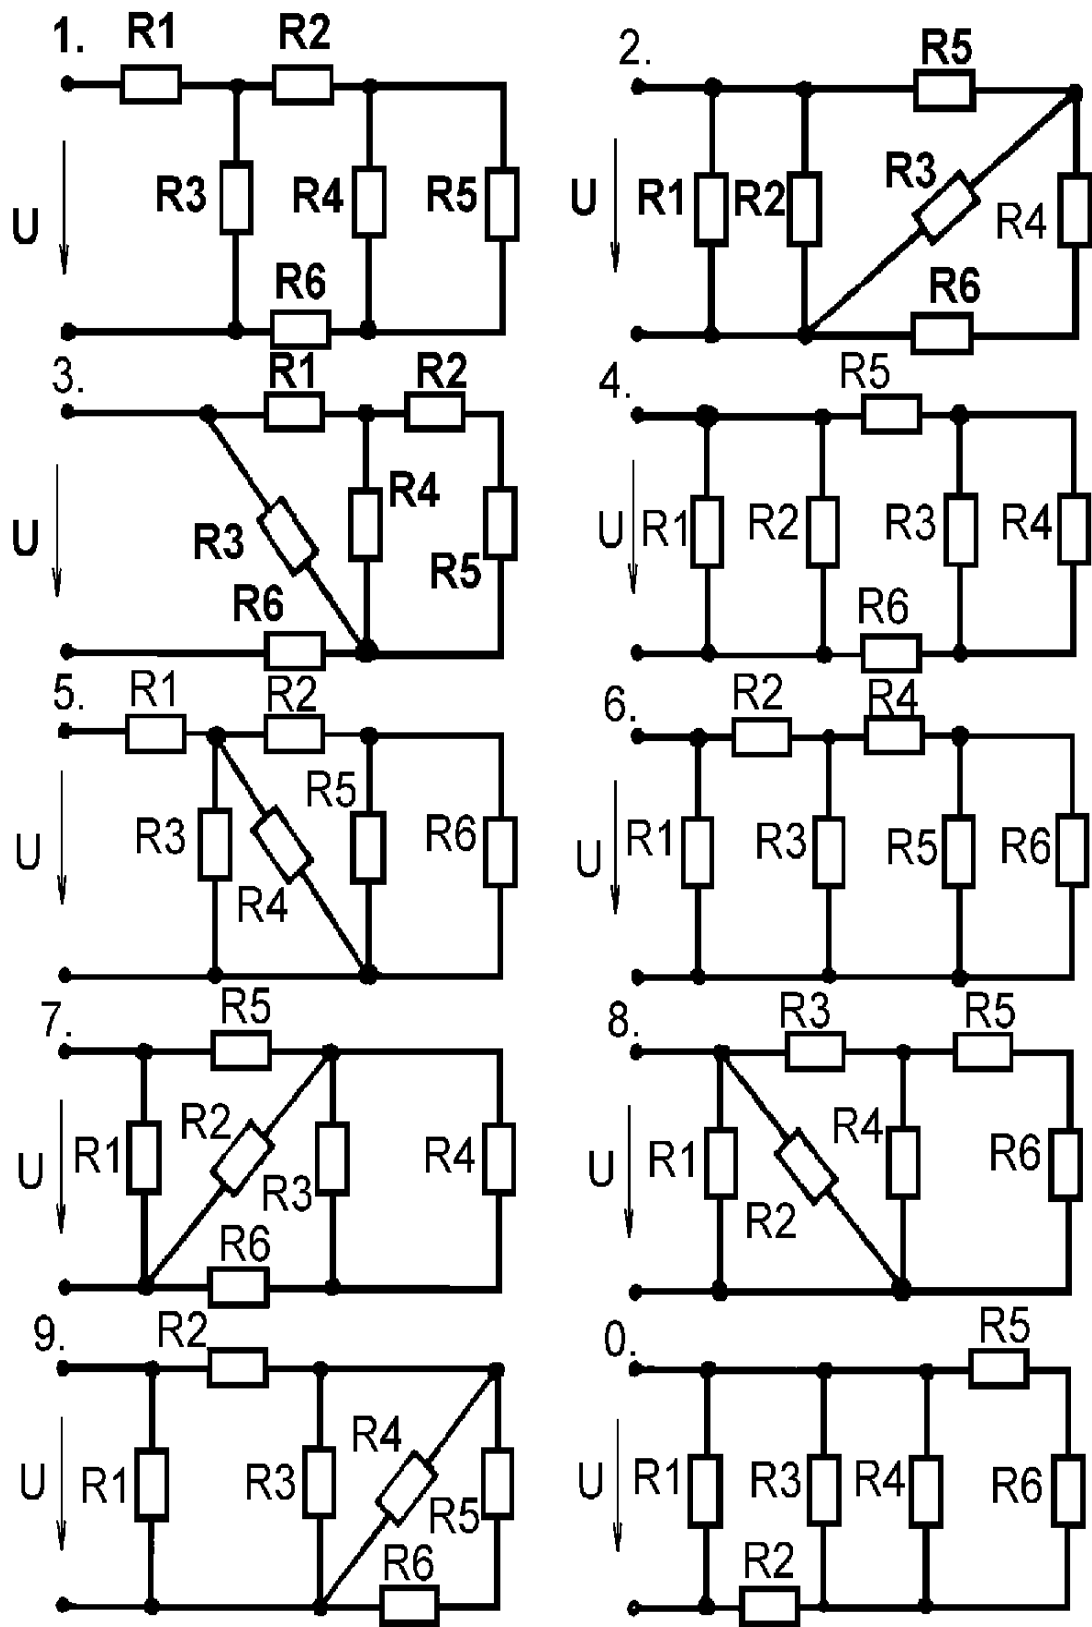 1. R1 R2
R3 R4 R5
U
R6
2. R5
R3
U R1 R2 R4
R6
3. R1 R2
R4
U R3 R5
R6
4. R5
U R1 R2 R3 R4
R6
5. R1 R2
R5
U R3 R6
R4
6. R2 R4
U R1 R3 R5 R6
7. R5
R2
U R1 R3 R4
R6
8. R3 R5
R4
U R1 R6
R2
9. R2
R4
U R1 R3 R5
R6
0. R5
U R1 R3 R4 R6
R2